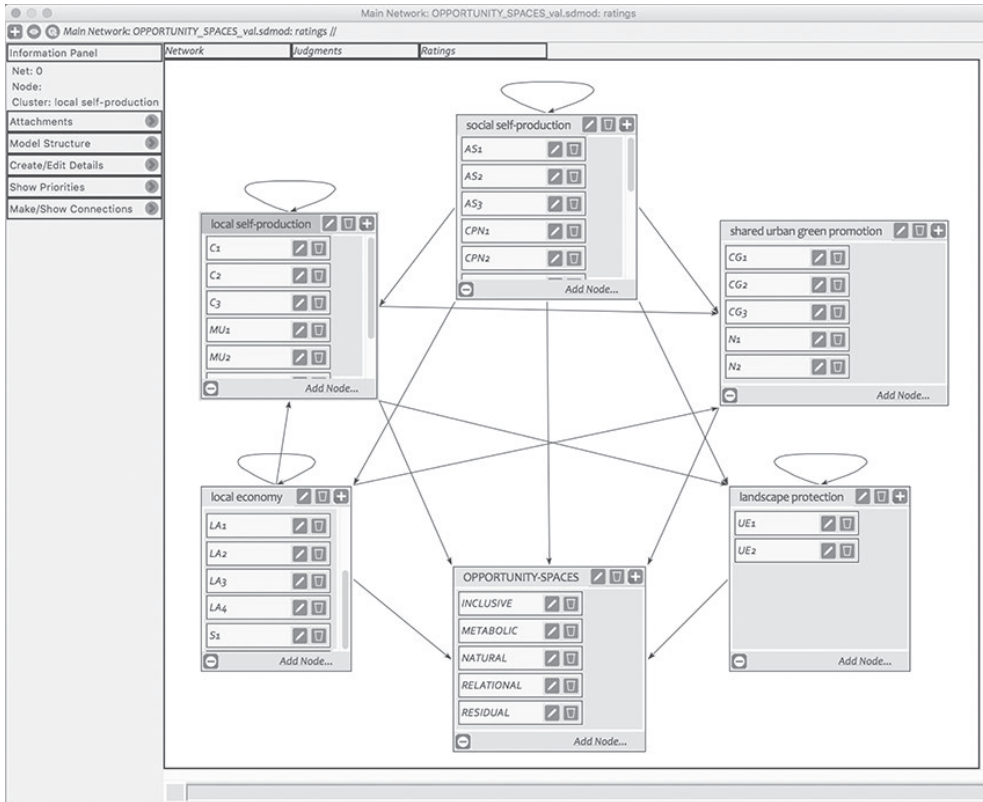 Main Network: OPPORTUNITY_SPACES_val.sdmod: ratings
Main Network: OPPORTUNITY_SPACES_val.sdmod: ratings //
Information Panel
Net: 0
Node:
Cluster: local self-production
Attachments
Model Structure
Create/Edit Details
Show Priorities
Make/Show Connections
Network
Judgments
Ratings
social self-production
AS1
AS2
AS3
CPN1
CPN2
Add Node...
local self-production
C1
C2
C3
MU1
MU2
Add Node...
shared urban green promotion
CG1
CG2
CG3
N1
N2
Add Node...
local economy
LA1
LA2
LA3
LA4
S1
Add Node...
OPPORTUNITY-SPACES
INCLUSIVE
METABOLIC
NATURAL
RELATIONAL
RESIDUAL
Add Node...
landscape protection
UE1
UE2
Add Node...